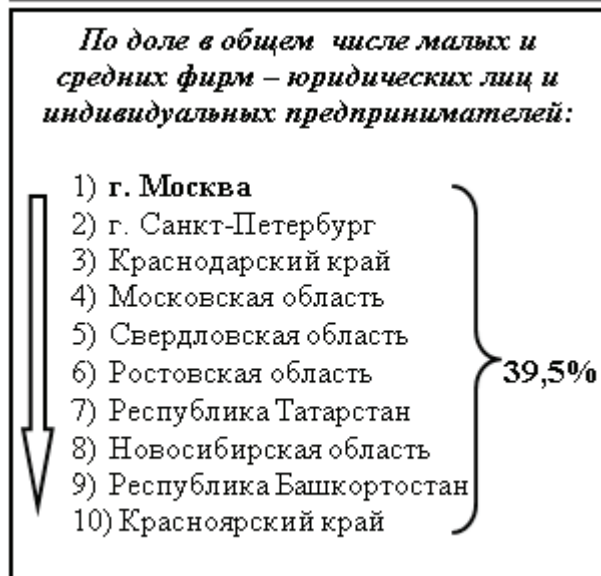 По доле в общем числе малых и
средних фирм – юридических лиц и
индивидуальных предпринимателей:
1) г. Москва
2) г. Санкт-Петербург
3) Краснодарский край
4) Московская область
5) Свердловская область
6) Ростовская область
7) Республика Татарстан
8) Новосибирская область
9) Республика Башкортостан
10) Красноярский край
39,5%